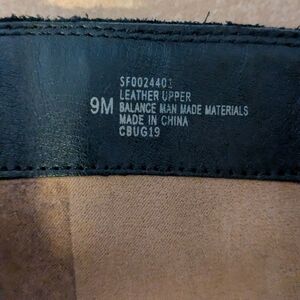 SF0024403
LEATHER UPPER
9M BALANCE MAN MADE MATERIALS
MADE IN CHINA
CBUG19